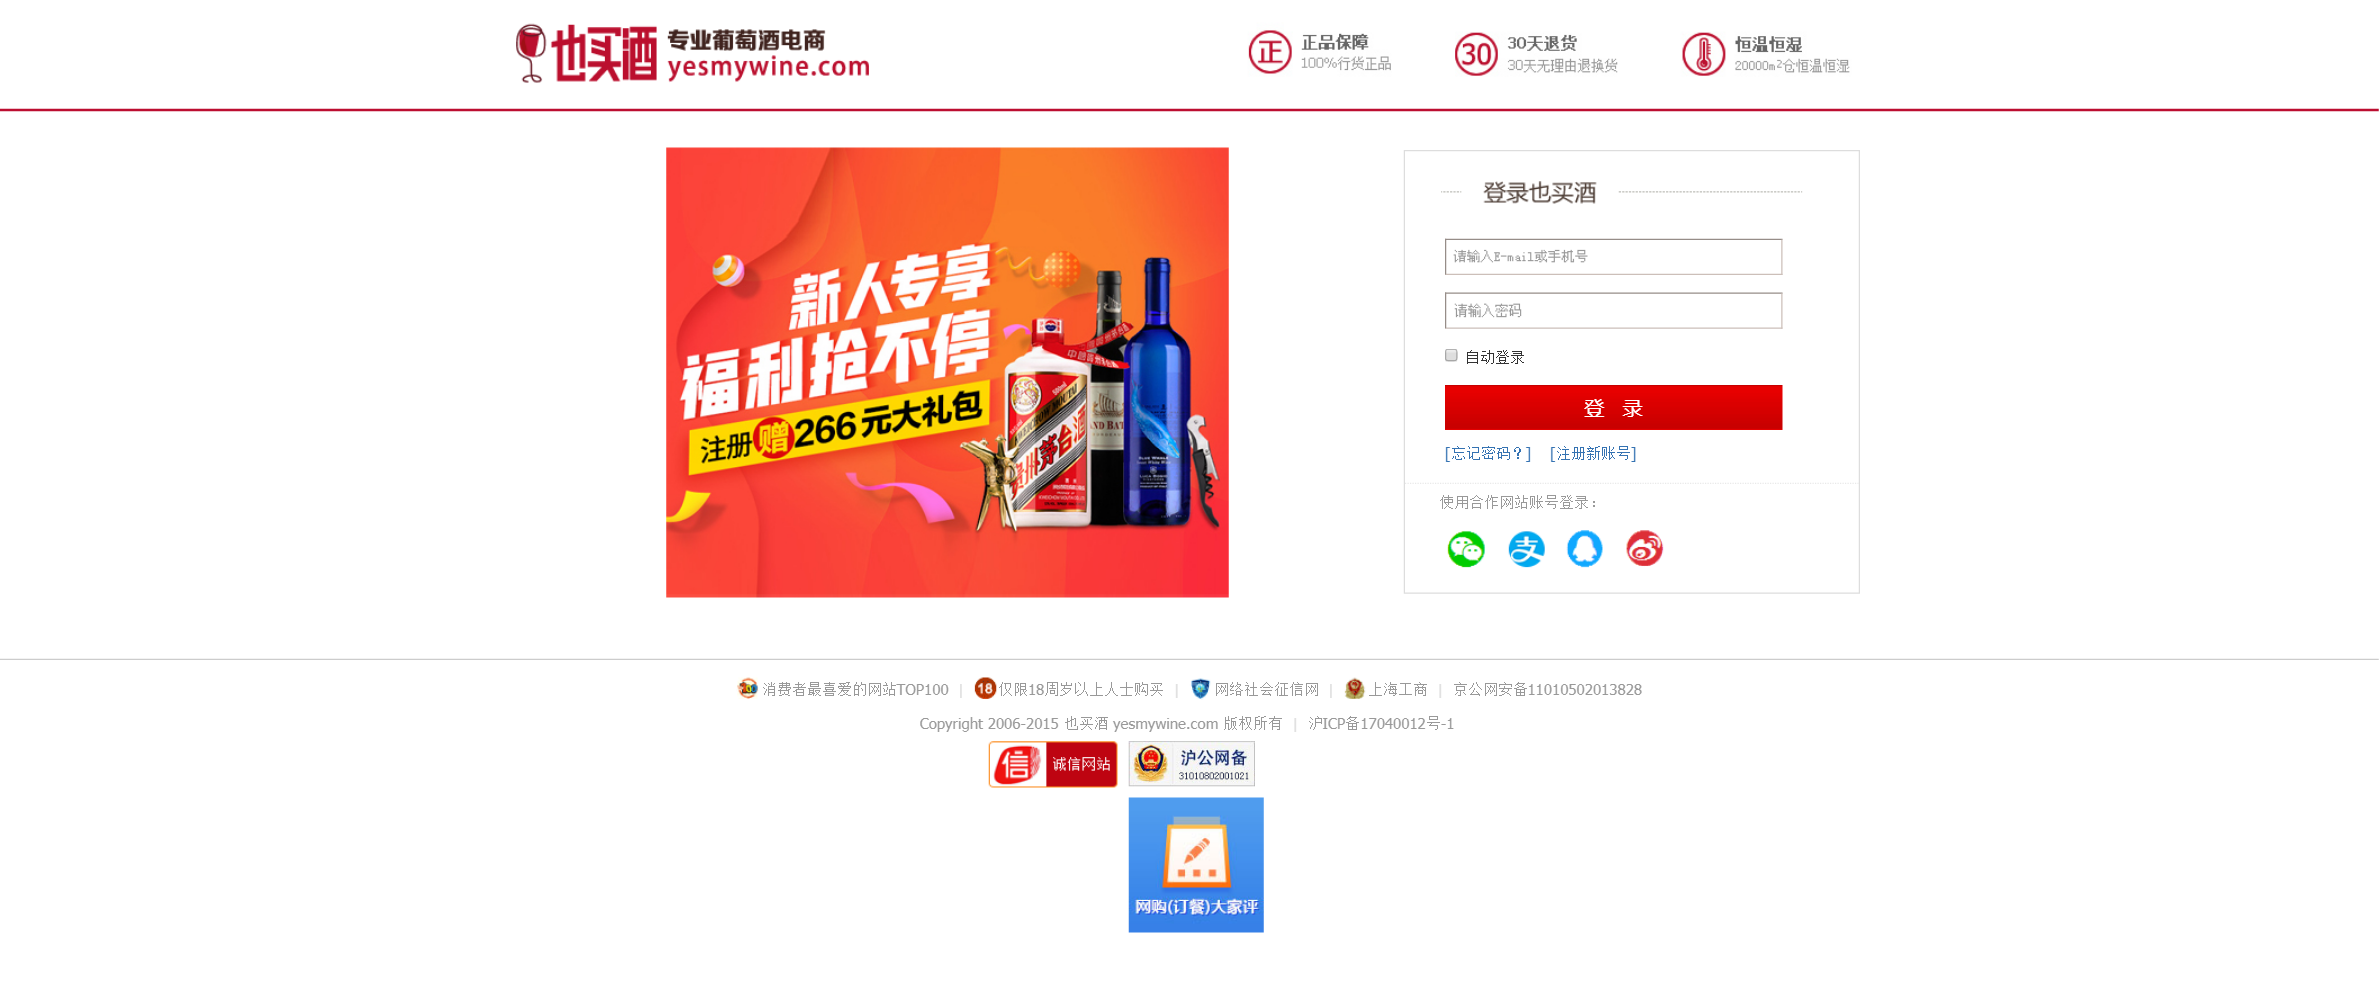 也买酒 专业葡萄酒电商
yesmywine.com
正 正品保障
100%行货正品
30 30天退货
30天无理由退换货
恒温恒湿
20000m²仓恒温恒湿
新人专享
福利抢不停
注册赠266元大礼包
500ml
贵州茅台酒
登录也买酒
请输入E-mail或手机号
请输入密码
自动登录
登 录
[忘记密码？] [注册新账号]
使用合作网站账号登录：
支
消费者最喜爱的网站TOP100 | 18 仅限18周岁以上人士购买 | 网络社会征信网 | 上海工商 | 京公网安备11010502013828
Copyright 2006-2015 也买酒 yesmywine.com 版权所有 | 沪ICP备17040012号-1
信 诚信网站
沪公网备
31010802001021
网购(订餐)大家评